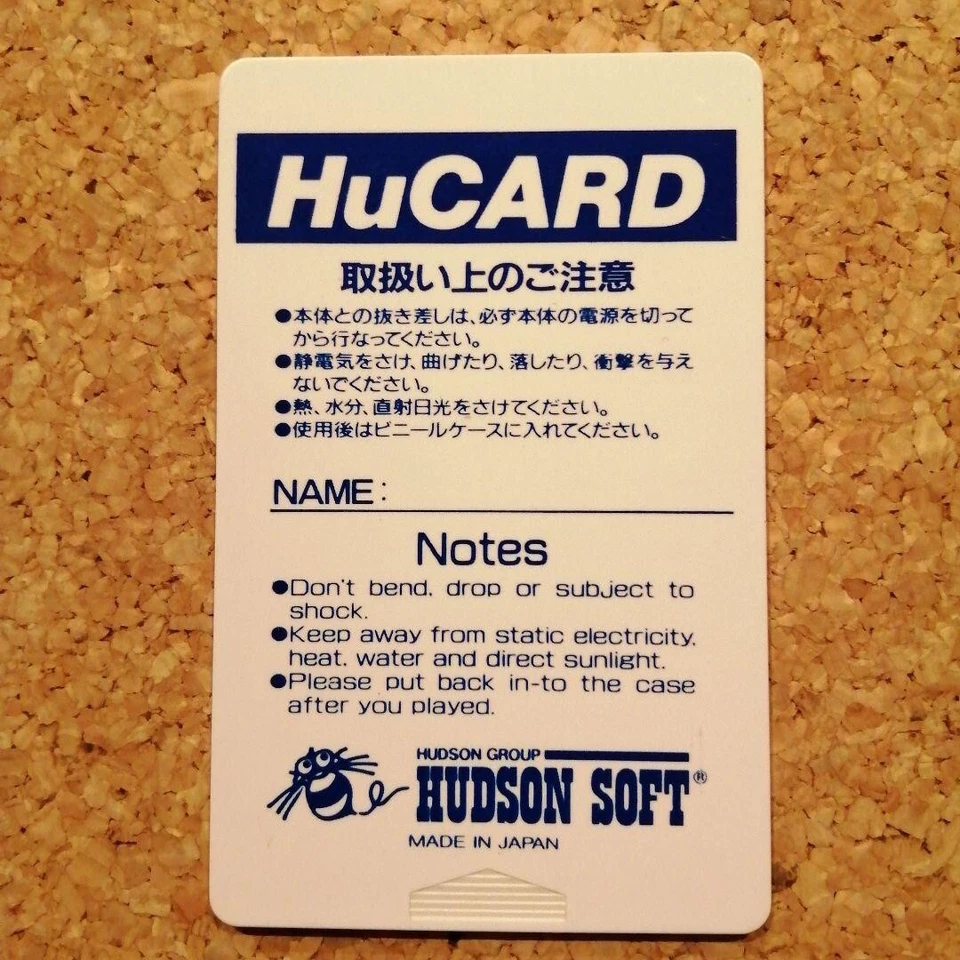 HuCARD
取扱い上のご注意
●本体との抜き差しは、必ず本体の電源を切って
から行なってください。
●静電気をさけ、曲げたり、落したり、衝撃を与え
ないでください。
●熱、水分、直射日光をさけてください。
●使用後はビニールケースに入れてください。
NAME:
Notes
●Don't bend, drop or subject to
shock.
●Keep away from static electricity,
heat, water and direct sunlight.
●Please put back in-to the case
after you played.
HUDSON GROUP
HUDSON SOFT®
MADE IN JAPAN